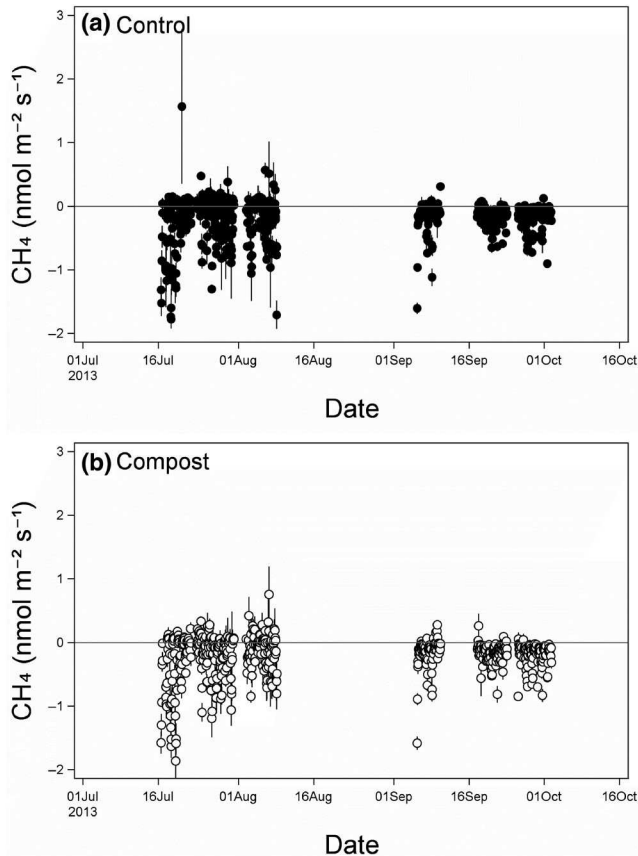 (a) Control
CH₄ (nmol m⁻² s⁻¹)
3
2
1
0
−1
−2
01Jul 16Jul 01Aug 16Aug 01Sep 16Sep 01Oct 16Oct
2013
Date
(b) Compost
CH₄ (nmol m⁻² s⁻¹)
3
2
1
0
−1
−2
01Jul 16Jul 01Aug 16Aug 01Sep 16Sep 01Oct 16Oct
2013
Date